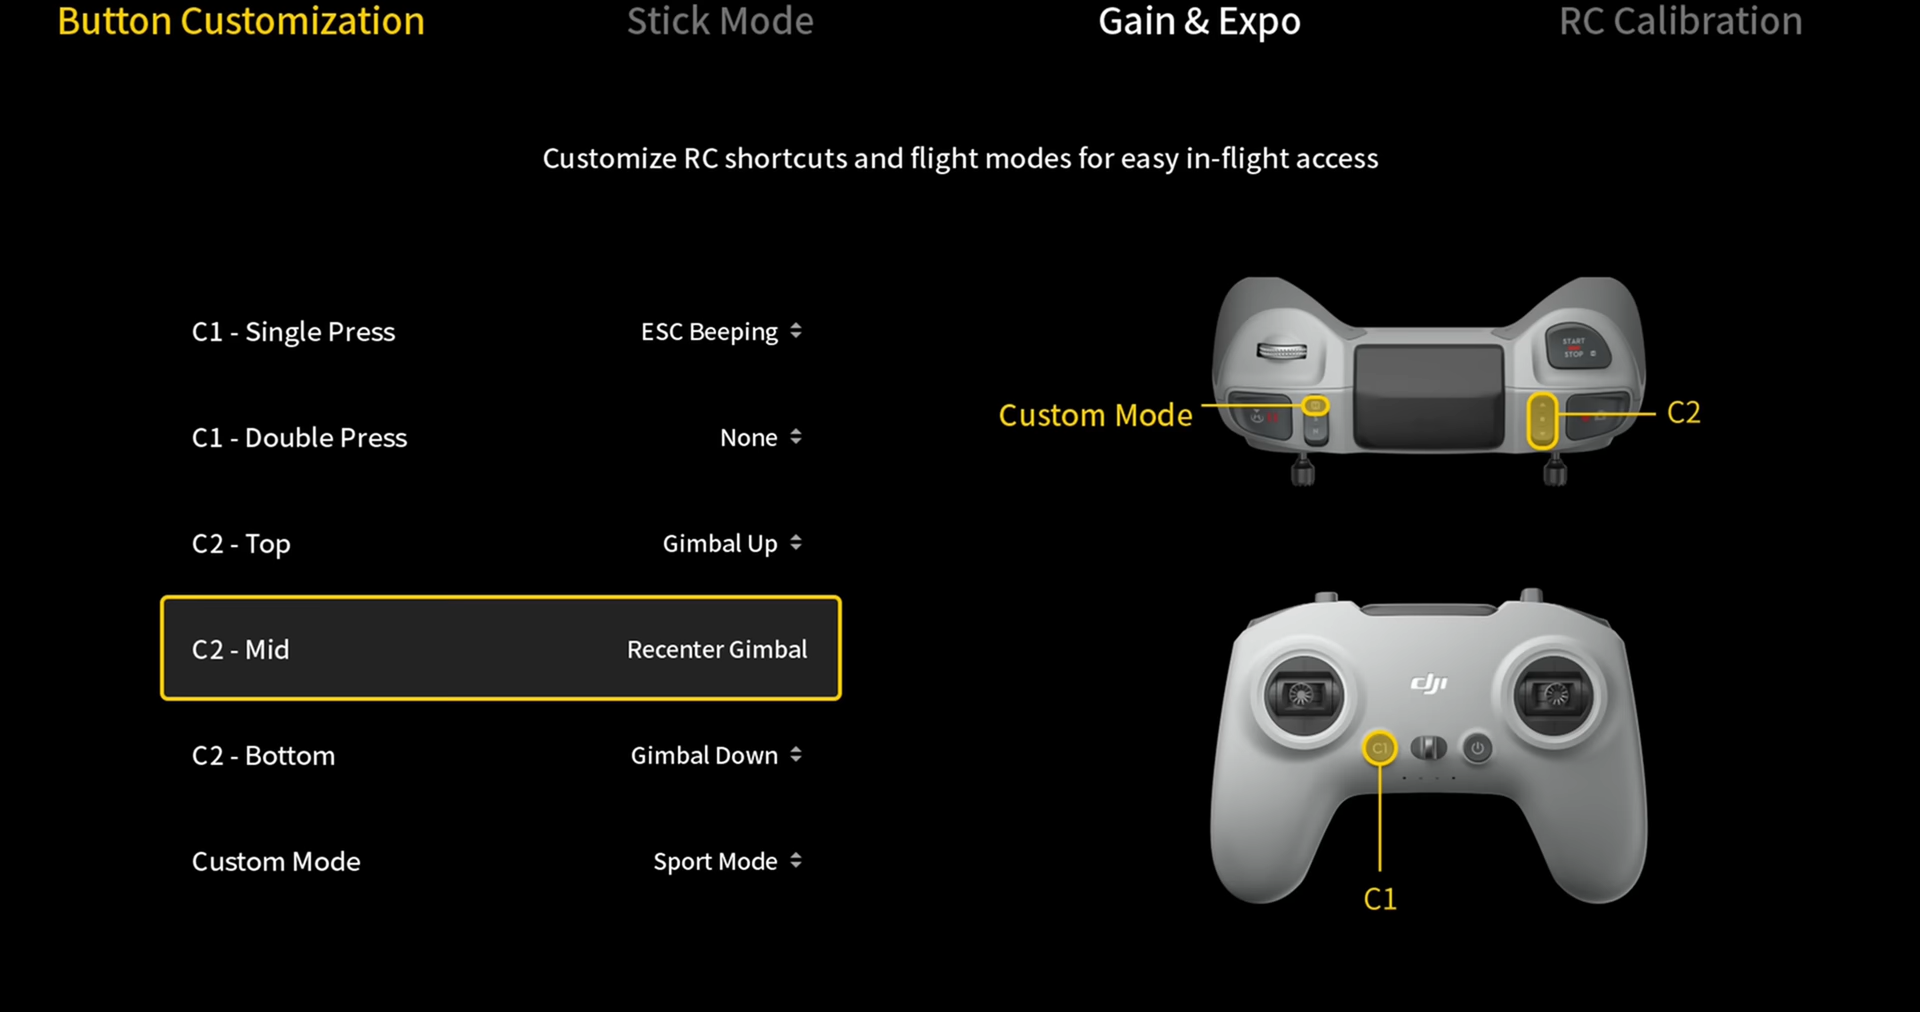 Button Customization
Stick Mode
Gain & Expo
RC Calibration
Customize RC shortcuts and flight modes for easy in-flight access
C1 - Single Press ESC Beeping
C1 - Double Press None
C2 - Top Gimbal Up
C2 - Mid Recenter Gimbal
C2 - Bottom Gimbal Down
Custom Mode Sport Mode
START
STOP
Custom Mode
C2
dji
C1
C1